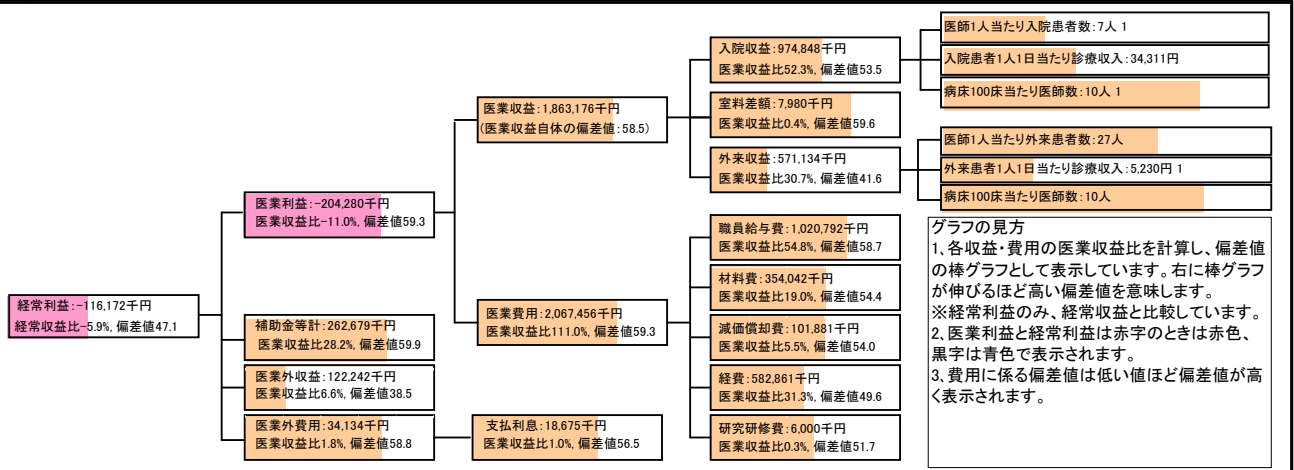 経常利益:-116,172千円
経常収益比-5.9%, 偏差値47.1
医業利益:-204,280千円
医業収益比-11.0%, 偏差値59.3
補助金等計:262,679千円
医業収益比28.2%, 偏差値59.9
医業外収益:122,242千円
医業収益比6.6%, 偏差値38.5
医業外費用:34,134千円
医業収益比1.8%, 偏差値58.8
支払利息:18,675千円
医業収益比1.0%, 偏差値56.5
医業収益:1,863,176千円
(医業収益自体の偏差値:58.5)
医業費用:2,067,456千円
医業収益比111.0%, 偏差値59.3
入院収益:974,848千円
医業収益比52.3%, 偏差値53.5
室料差額:7,980千円
医業収益比0.4%, 偏差値59.6
外来収益:571,134千円
医業収益比30.7%, 偏差値41.6
職員給与費:1,020,792千円
医業収益比54.8%, 偏差値58.7
材料費:354,042千円
医業収益比19.0%, 偏差値54.4
減価償却費:101,881千円
医業収益比5.5%, 偏差値54.0
経費:582,861千円
医業収益比31.3%, 偏差値49.6
研究研修費:6,000千円
医業収益比0.3%, 偏差値51.7
医師1人当たり入院患者数:7人 1
入院患者1人1日当たり診療収入:34,311円
病床100床当たり医師数:10人 1
医師1人当たり外来患者数:27人
外来患者1人1日当たり診療収入:5,230円 1
病床100床当たり医師数:10人
グラフの見方
1、各収益・費用の医業収益比を計算し、偏差値
の棒グラフとして表示しています。右に棒グラフ
が伸びるほど高い偏差値を意味します。
※経常利益のみ、経常収益と比較しています。
2、医業利益と経常利益は赤字のときは赤色、
黒字は青色で表示されます。
3、費用に係る偏差値は低い値ほど偏差値が高
く表示されます。